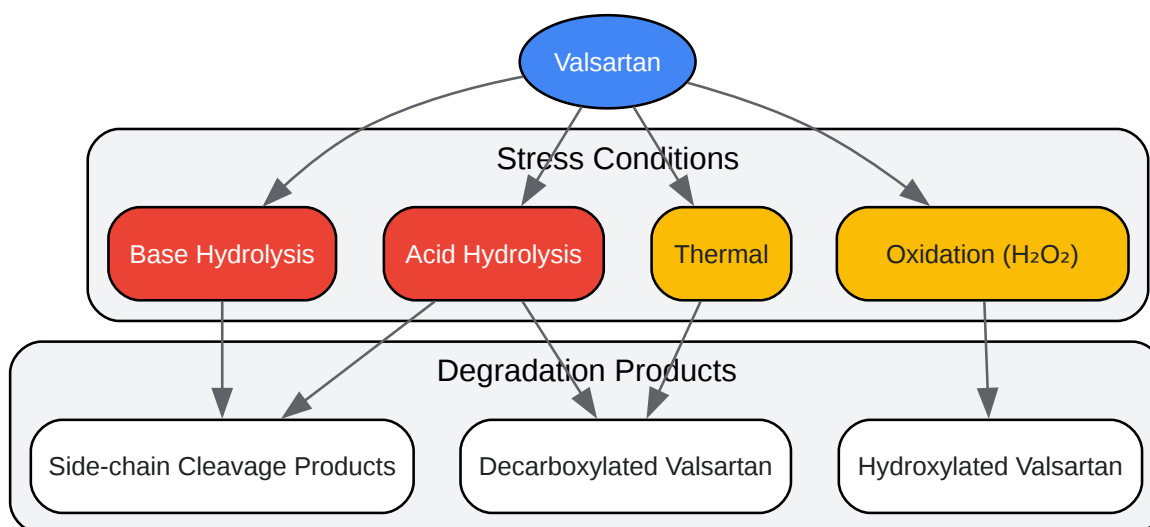 Valsartan
Stress Conditions
Base Hydrolysis
Acid Hydrolysis
Thermal
Oxidation (H₂O₂)
Degradation Products
Side-chain Cleavage Products
Decarboxylated Valsartan
Hydroxylated Valsartan